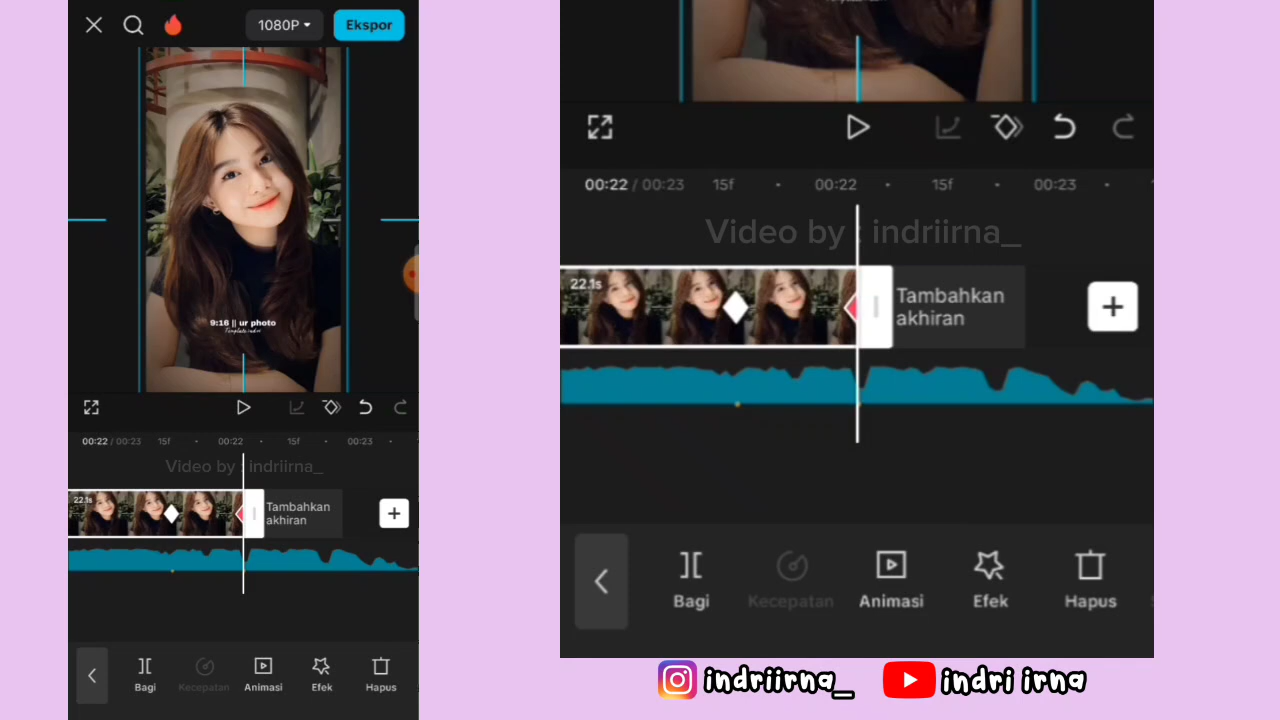 1080P
Ekspor
9:16 || ur photo
Template:indri
00:22 / 00:23 15f 00:22 15f 00:23
Video by : indriirna_
22.1s
Tambahkan
akhiran
Bagi Kecepatan Animasi Efek Hapus
00:22 / 00:23 15f 00:22 15f 00:23
Video by : indriirna_
22.1s
Tambahkan
akhiran
Bagi Kecepatan Animasi Efek Hapus
indriirna_ indri irna